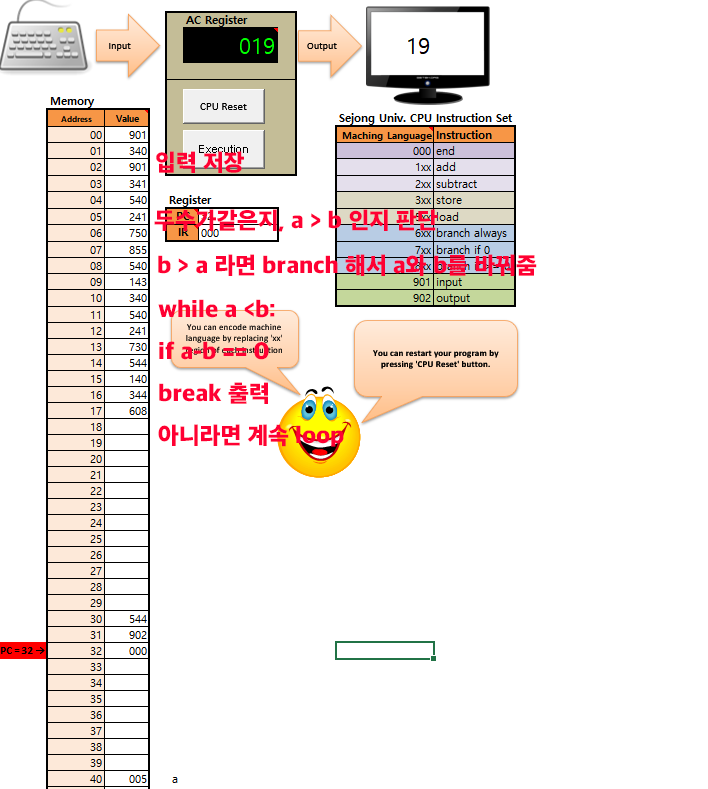 AC Register
019
Input
Output
19
CPU Reset
Execution
Memory
Address Value
00 901
01 340
02 901
03 341
04 540
05 241
06 750
07 855
08 540
09 143
10 340
11 540
12 241
13 730
14 544
15 140
16 344
17 608
18
19
20
21
22
23
24
25
26
27
28
29
30 544
31 902
32 000
33
34
35
36
37
38
39
40 005 a
PC = 32 →
Register
PC
IR 000
Sejong Univ. CPU Instruction Set
Maching Language Instruction
000 end
1xx add
2xx subtract
3xx store
load
6xx branch always
7xx branch if 0
branch
901 input
902 output
입력 저장
두수가같은지, a > b 인지 판단
b > a 라면 branch 해서 a와 b를 바꿔줌
while a <b:
if a-b == 0
break 출력
아니라면 계속 loop
You can encode machine
language by replacing 'xx'
region of each instruction
You can restart your program by
pressing 'CPU Reset' button.